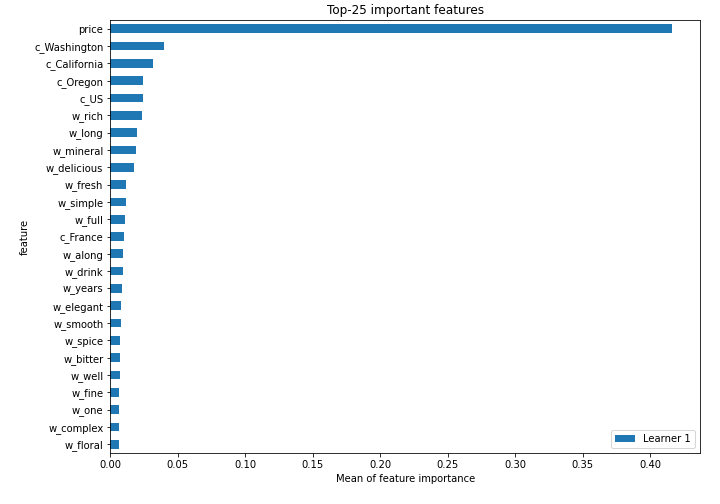 Top-25 important features
price
c_Washington
c_California
c_Oregon
c_US
w_rich
w_long
w_mineral
w_delicious
w_fresh
w_simple
w_full
c_France
w_along
w_drink
w_years
w_elegant
w_smooth
w_spice
w_bitter
w_well
w_fine
w_one
w_complex
w_floral
feature
Learner 1
0.00 0.05 0.10 0.15 0.20 0.25 0.30 0.35 0.40
Mean of feature importance